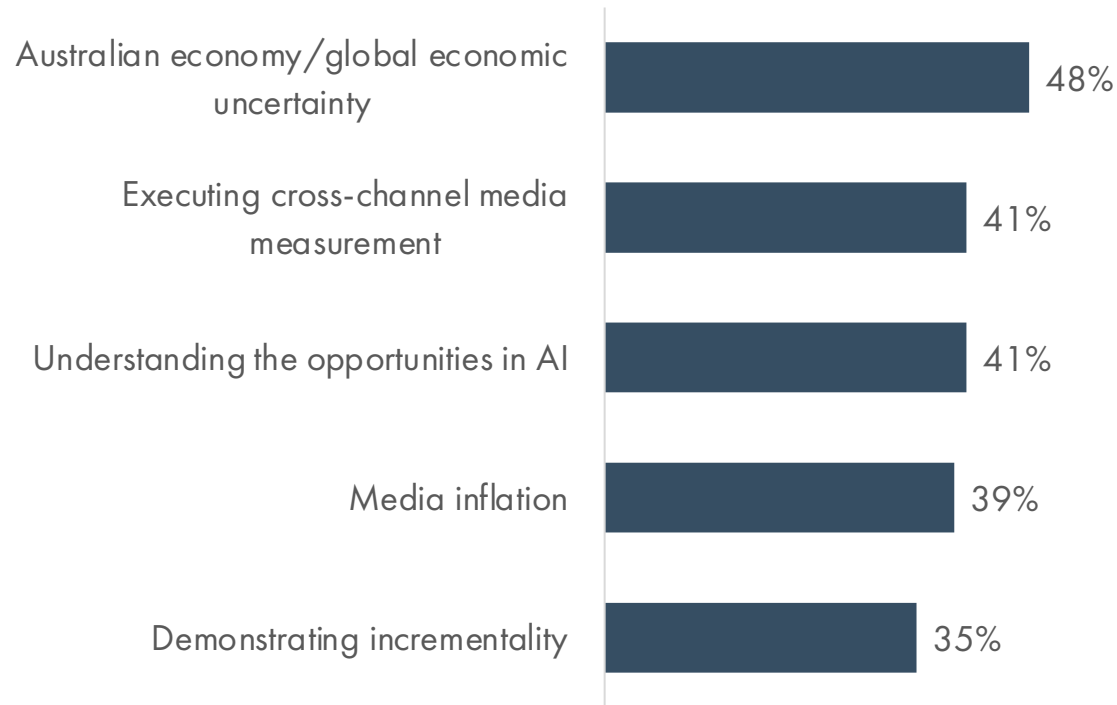 Australian economy/global economic
uncertainty
48%
Executing cross-channel media
measurement
41%
Understanding the opportunities in AI
41%
Media inflation
39%
Demonstrating incrementality
35%